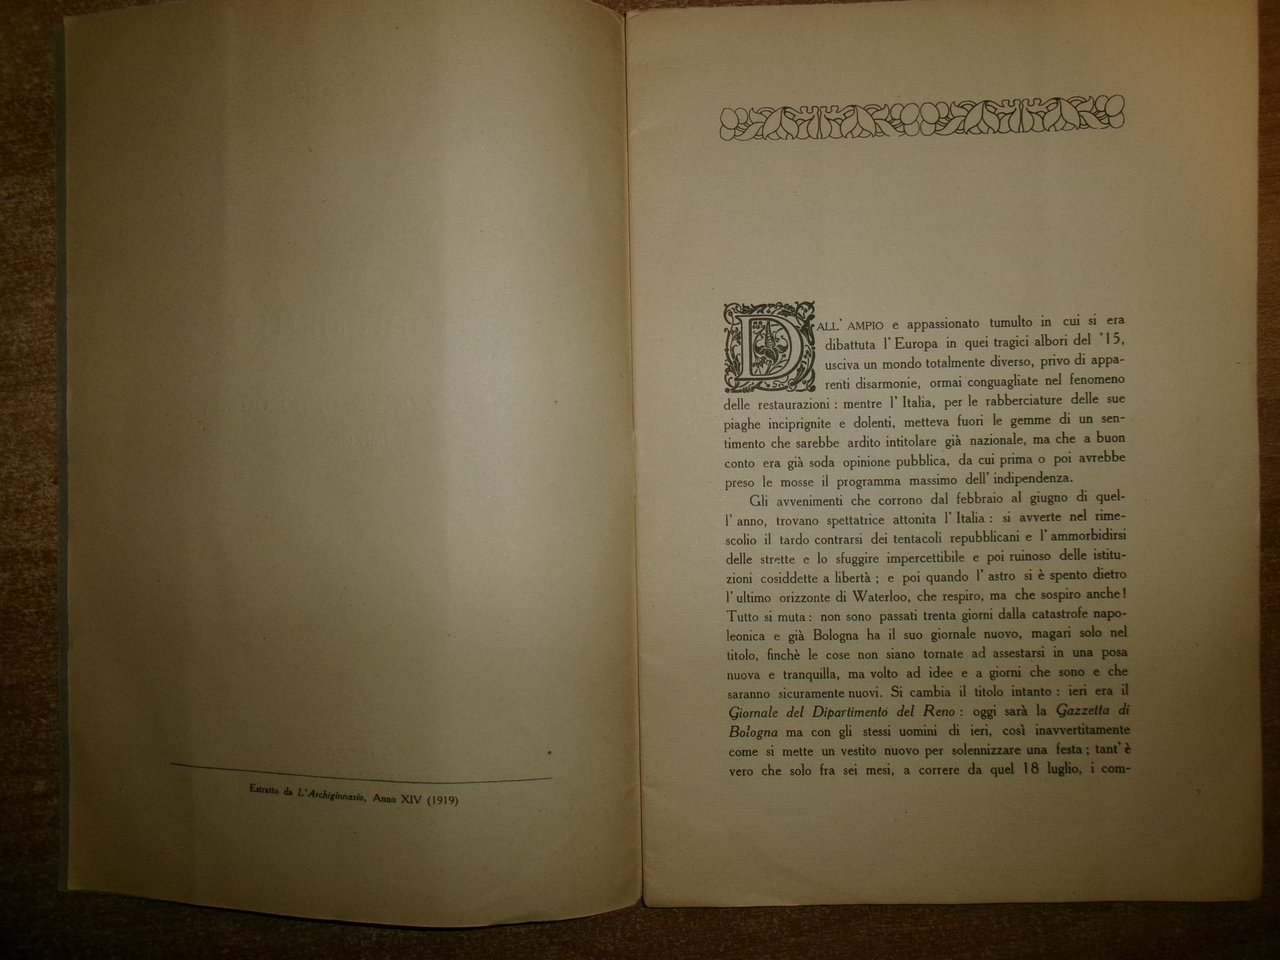 Estratto da L'Archiginnasio, Anno XIV (1919)
DALL' AMPIO e appassionato tumulto in cui si era
dibattuta l'Europa in quei tragici albori del '15,
usciva un mondo totalmente diverso, privo di appa-
renti disarmonie, ormai conguagliate nel fenomeno
delle restaurazioni : mentre l'Italia, per le rabberciature delle sue
piaghe inciprignite e dolenti, metteva fuori le gemme di un sen-
timento che sarebbe ardito intitolare già nazionale, ma che a buon
conto era già soda opinione pubblica, da cui prima o poi avrebbe
preso le mosse il programma massimo dell'indipendenza.
Gli avvenimenti che corrono dal febbraio al giugno di quel-
l'anno, trovano spettatrice attonita l'Italia : si avverte nel rime-
scolio il tardo contrarsi dei tentacoli repubblicani e l'ammorbidirsi
delle strette e lo sfuggire impercettibile e poi ruinoso delle istitu-
zioni cosiddette a libertà ; e poi quando l'astro si è spento dietro
l'ultimo orizzonte di Waterloo, che respiro, ma che sospiro anche!
Tutto si muta : non sono passati trenta giorni dalla catastrofe napo-
leonica e già Bologna ha il suo giornale nuovo, magari solo nel
titolo, finchè le cose non siano tornate ad assestarsi in una posa
nuova e tranquilla, ma volto ad idee e a giorni che sono e che
saranno sicuramente nuovi. Si cambia il titolo intanto : ieri era il
Giornale del Dipartimento del Reno : oggi sarà la Gazzetta di
Bologna ma con gli stessi uomini di ieri, così inavvertitamente
come si mette un vestito nuovo per solennizzare una festa ; tant'è
vero che solo fra sei mesi, a correre da quel 18 luglio, i com-